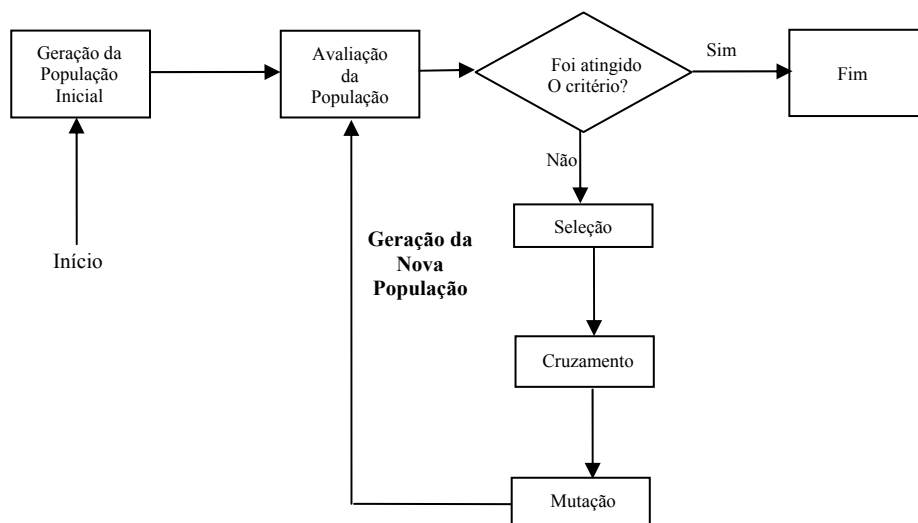 Geração da
População
Inicial
Avaliação
da
População
Foi atingido
O critério?
Sim
Fim
Não
Seleção
Início
Geração da
Nova
População
Cruzamento
Mutação